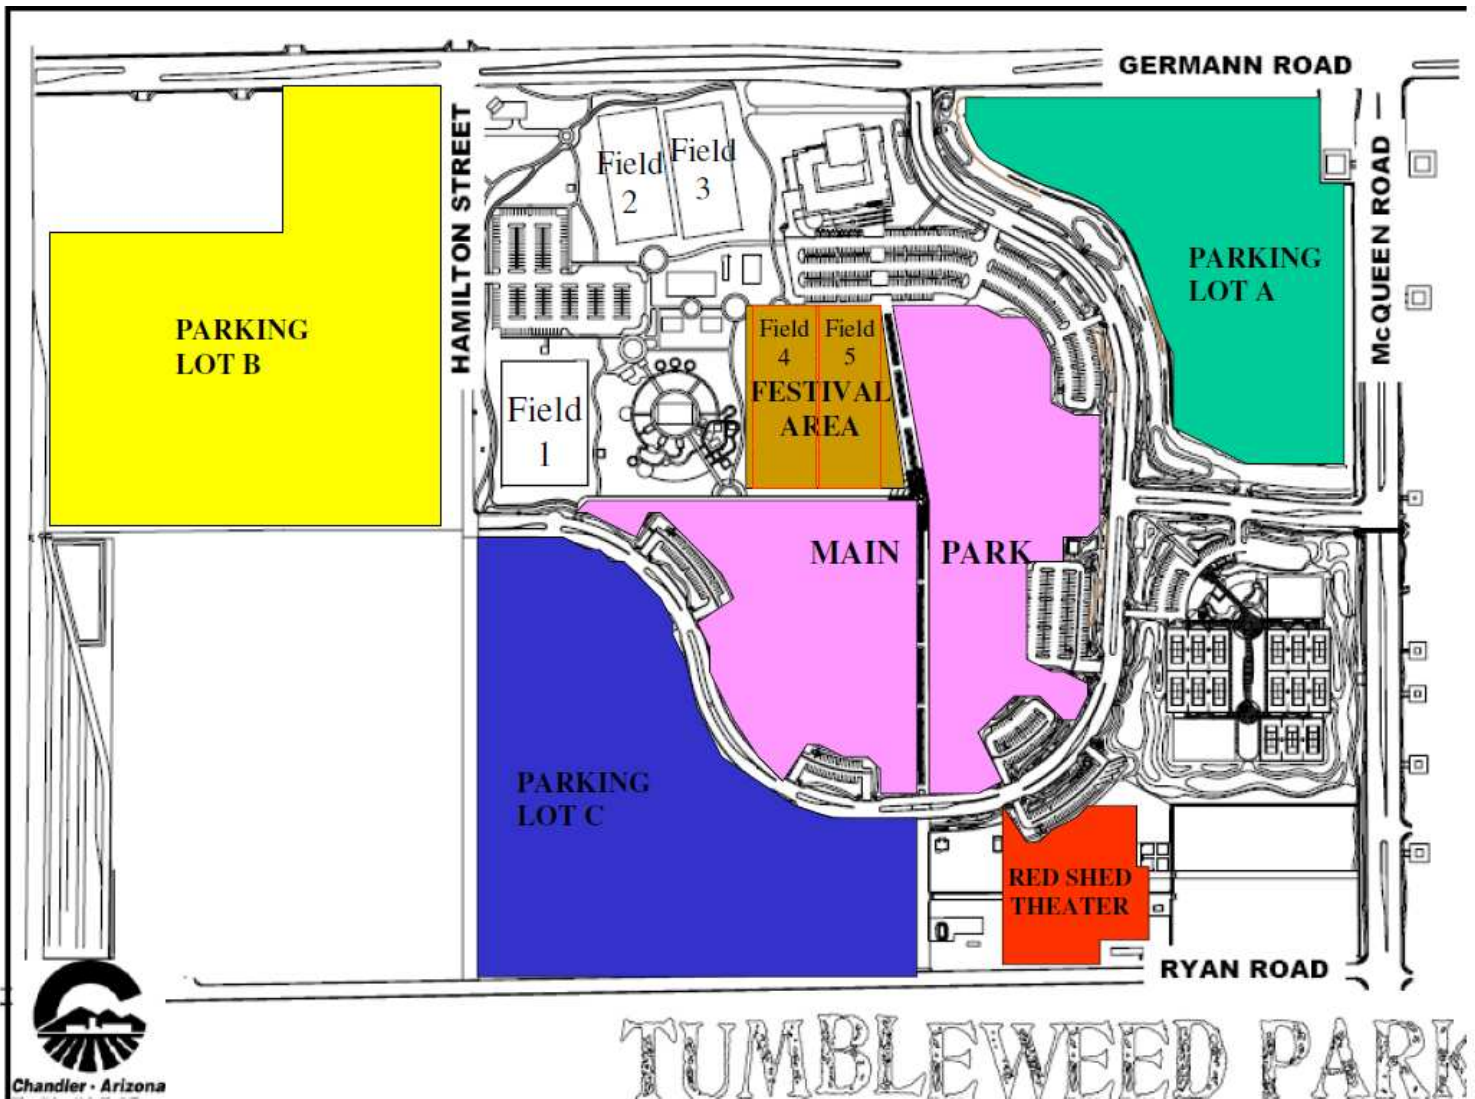 GERMANN ROAD
HAMILTON STREET
McQUEEN ROAD
Field
2
Field
3
PARKING
LOT A
PARKING
LOT B
Field
4
Field
5
FESTIVAL
AREA
Field
1
MAIN PARK
PARKING
LOT C
RED SHED
THEATER
RYAN ROAD
TUMBLEWEED PARK
Chandler · Arizona